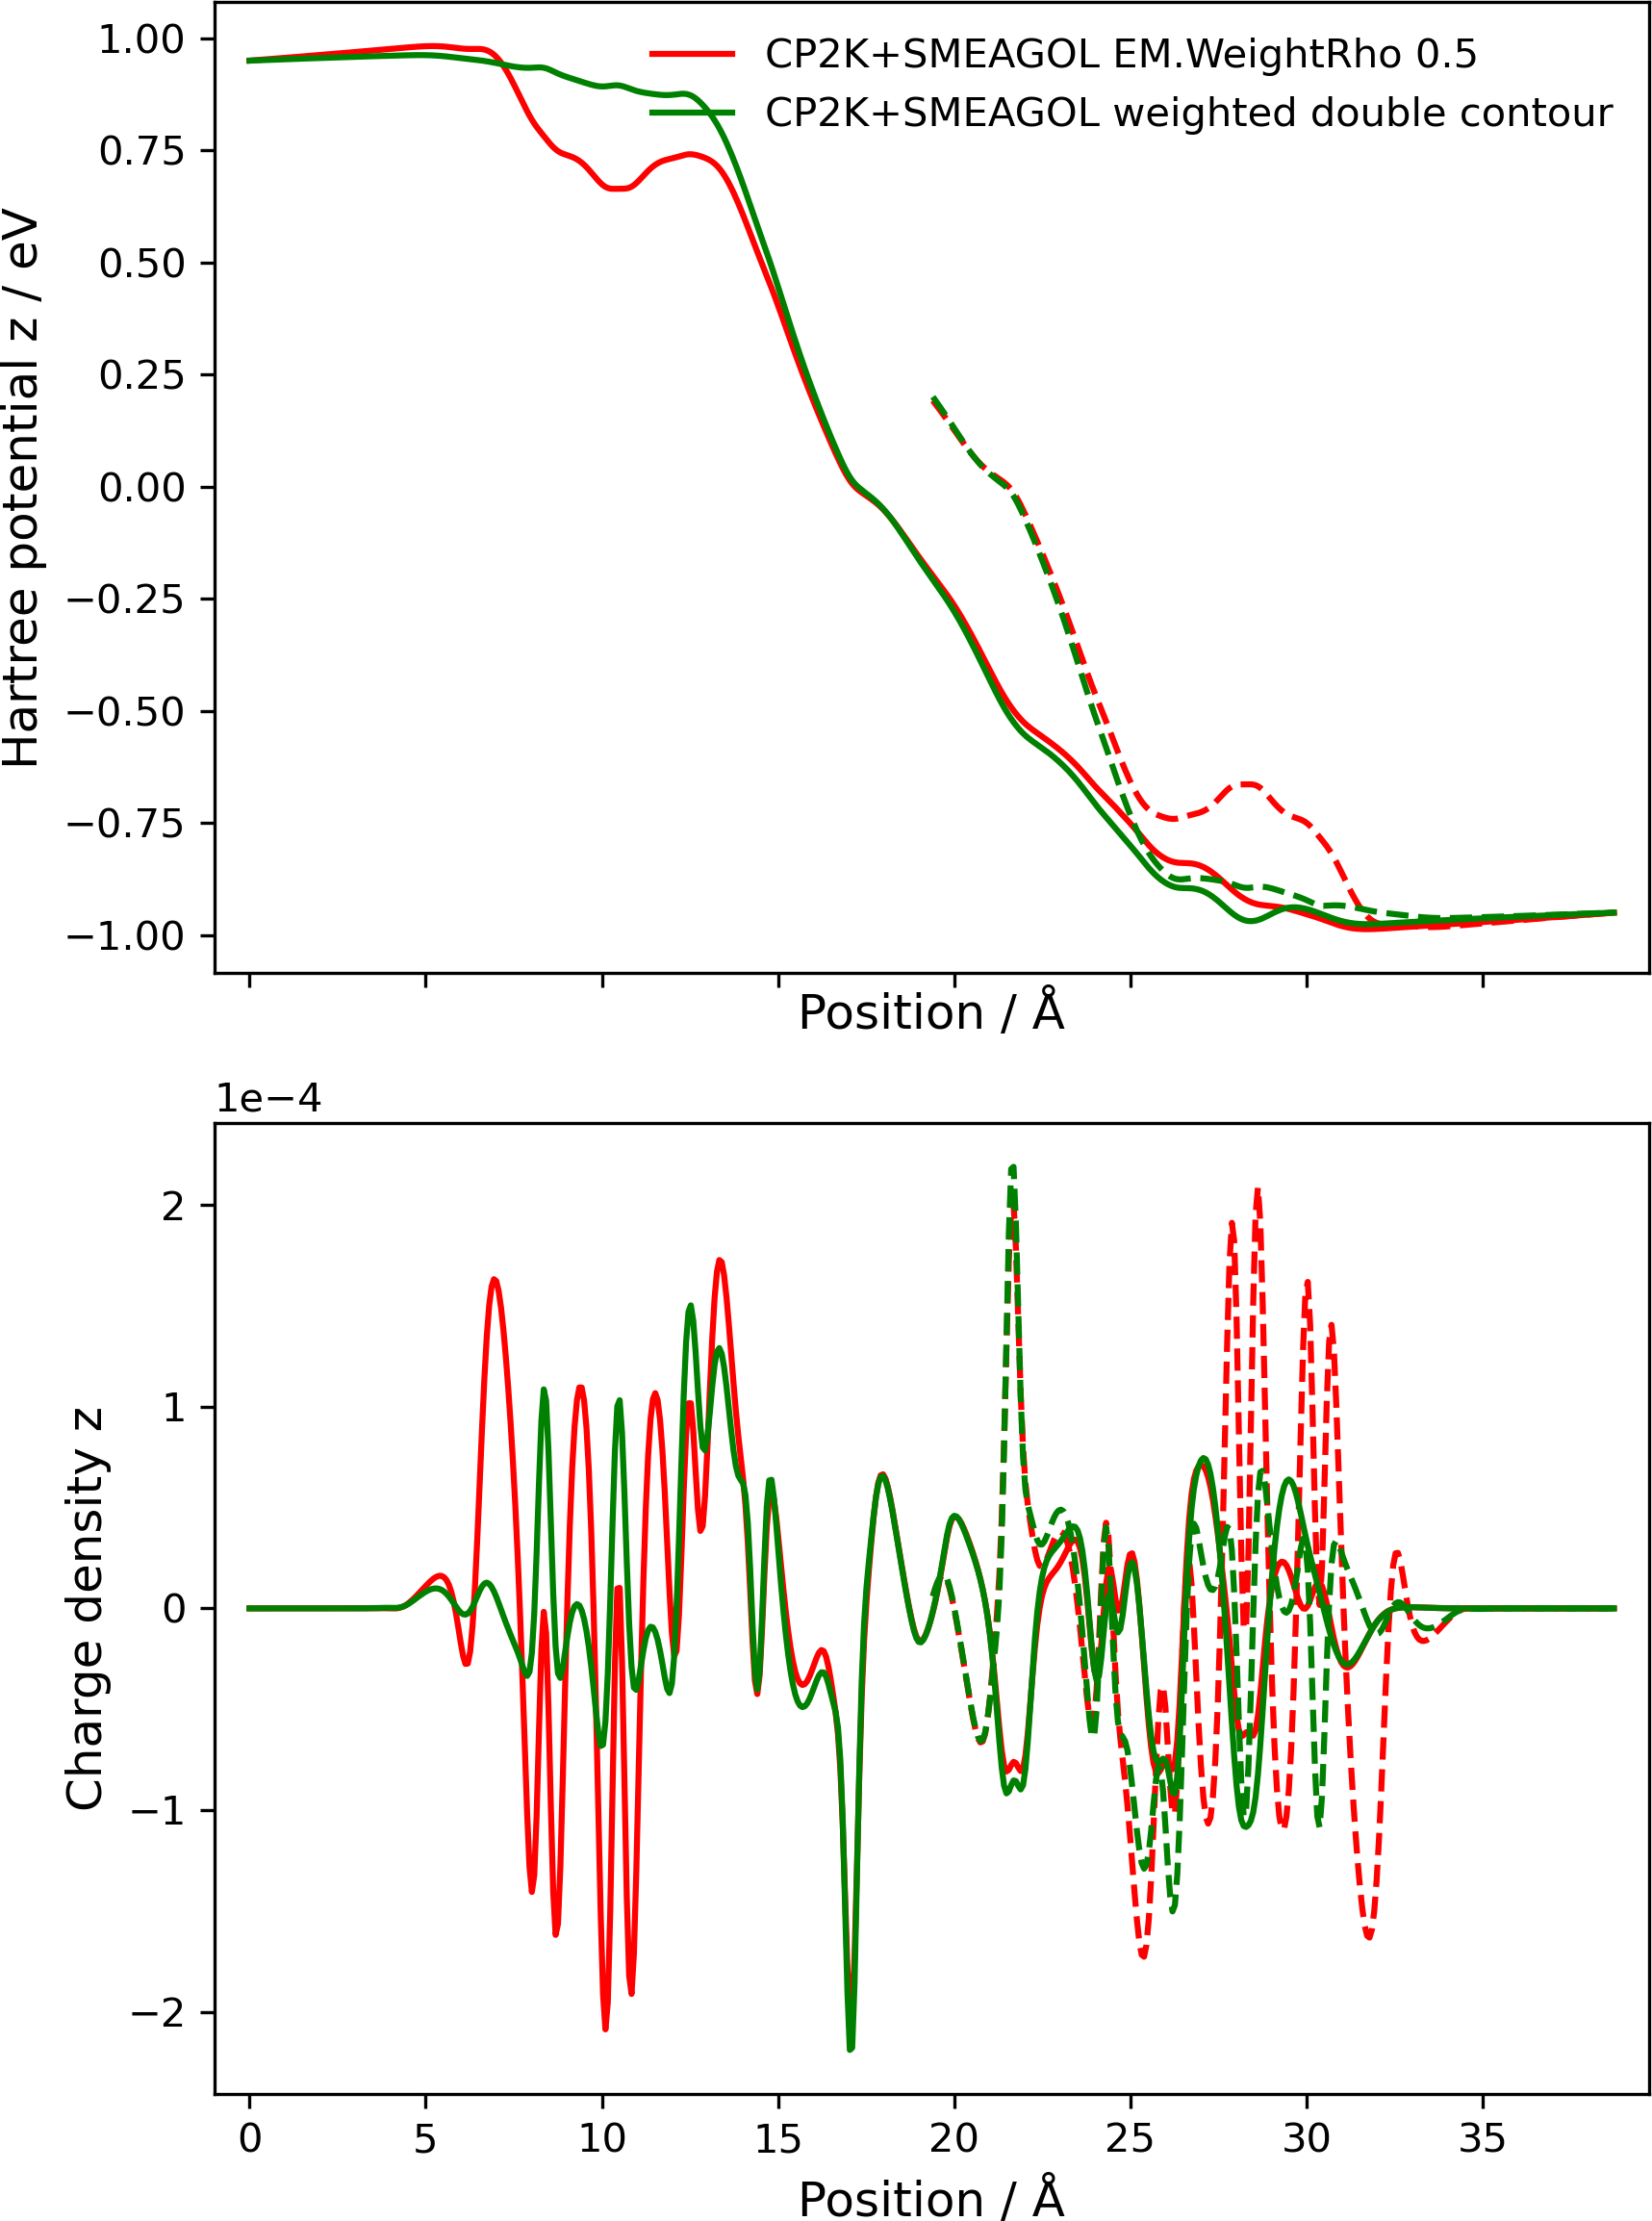 Hartree potential z / eV
1.00
0.75
0.50
0.25
0.00
−0.25
−0.50
−0.75
−1.00
CP2K+SMEAGOL EM.WeightRho 0.5
CP2K+SMEAGOL weighted double contour
Position / Å
1e−4
Charge density z
2
1
0
−1
−2
0 5 10 15 20 25 30 35
Position / Å